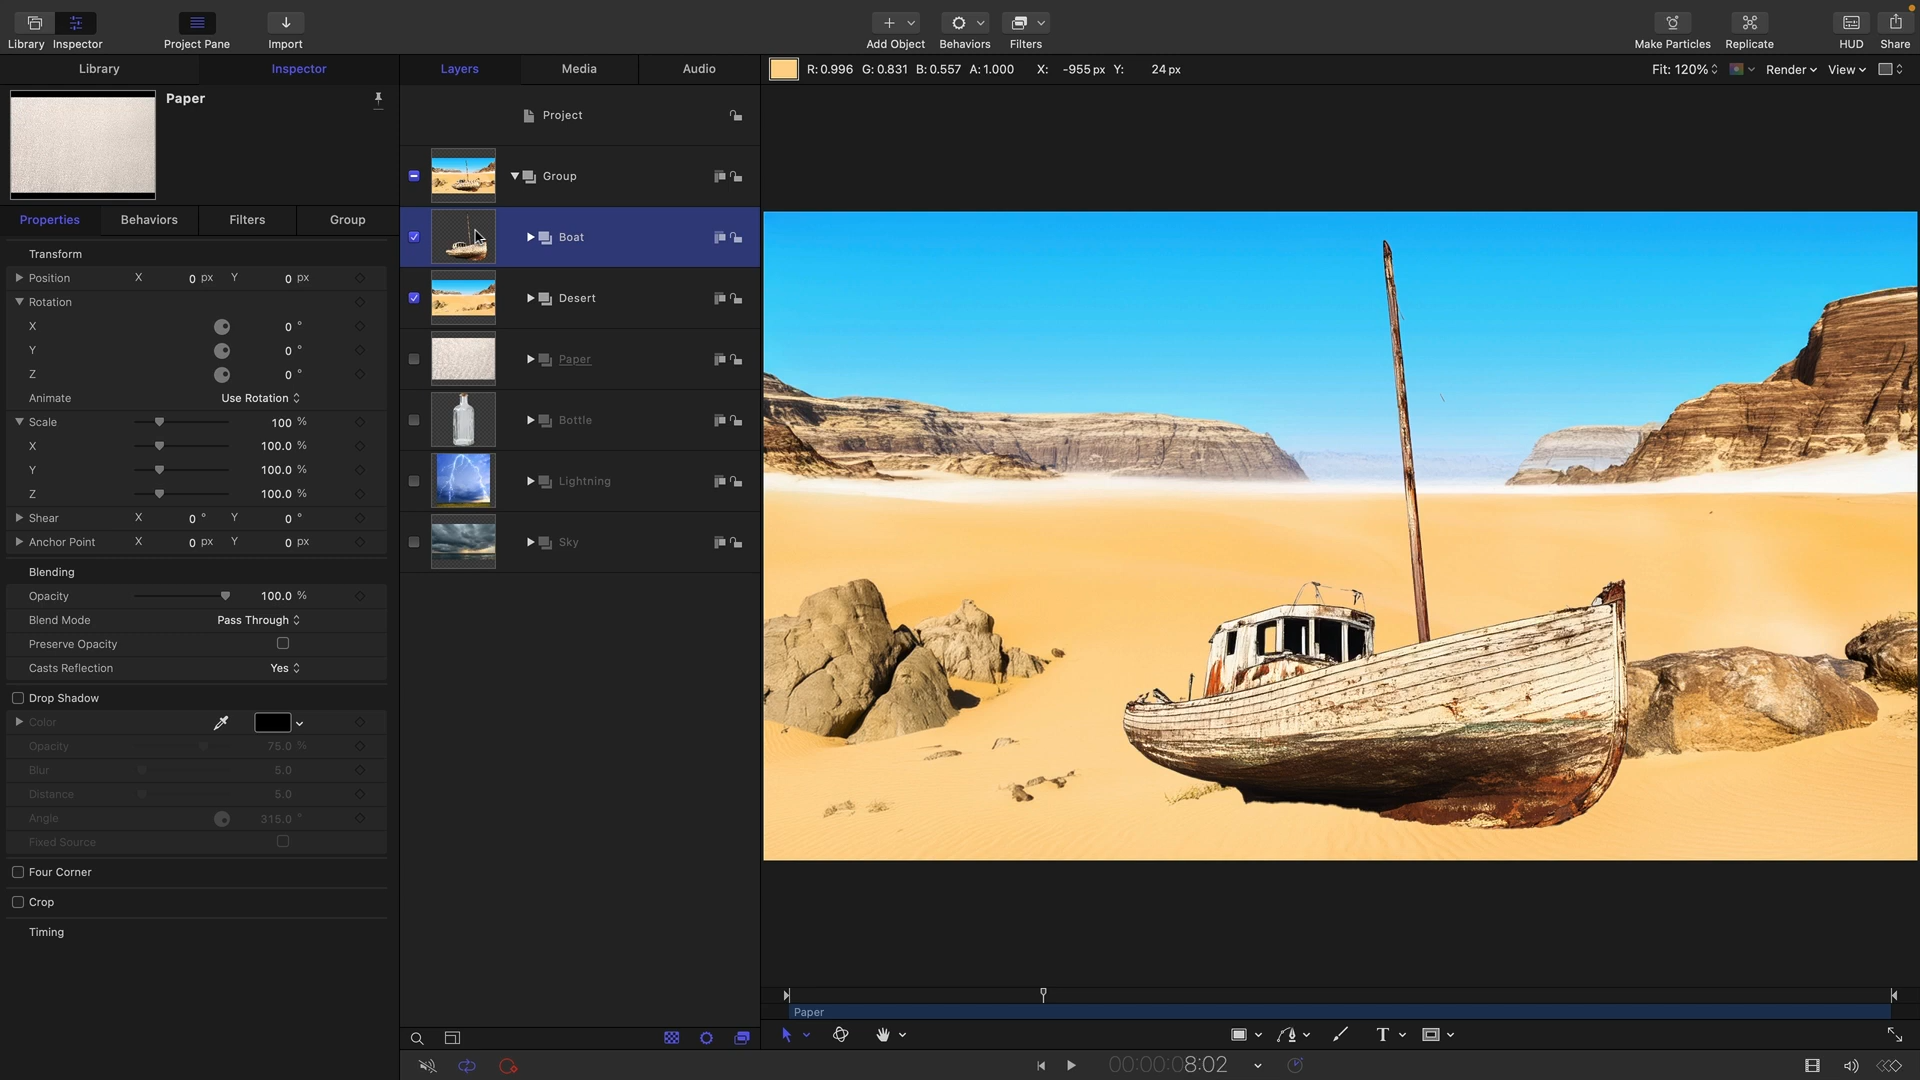 Library Inspector Project Pane Import Add Object Behaviors Filters Make Particles Replicate HUD Share
Library Inspector
Paper
Properties Behaviors Filters Group
Transform
Position X 0 px Y 0 px
Rotation
X 0 °
Y 0 °
Z 0 °
Animate Use Rotation
Scale 100 %
X 100.0 %
Y 100.0 %
Z 100.0 %
Shear X 0 ° Y 0 °
Anchor Point X 0 px Y 0 px
Blending
Opacity 100.0 %
Blend Mode Pass Through
Preserve Opacity
Casts Reflection Yes
Drop Shadow
Color
Opacity 75.0 %
Blur 5.0
Distance 5.0
Angle 315.0 °
Fixed Source
Four Corner
Crop
Timing
Layers Media Audio
Project
Group
Boat
Desert
Paper
Bottle
Lightning
Sky
R: 0.996 G: 0.831 B: 0.557 A: 1.000 X: -955 px Y: 24 px
Fit: 120% Render View
Paper
T
00:00:08:02